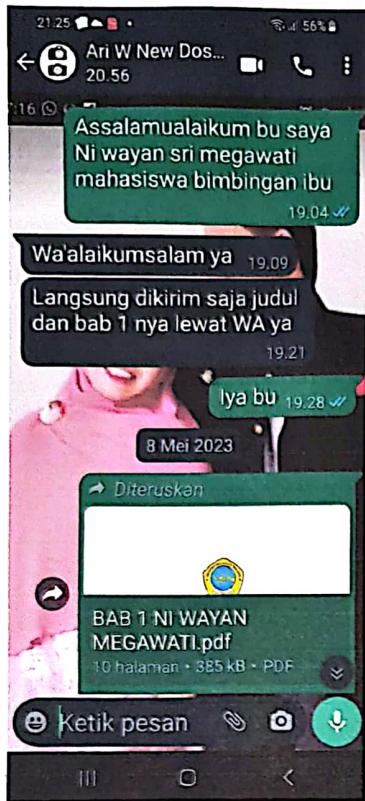 21:25
56%
Ari W New Dos...
20.56
Assalamualaikum bu saya
Ni wayan sri megawati
mahasiswa bimbingan ibu
19.04
Wa'alaikumsalam ya 19.09
Langsung dikirim saja judul
dan bab 1 nya lewat WA ya
19.21
Iya bu 19.28
8 Mei 2023
Diteruskan
BAB 1 NI WAYAN
MEGAWATI.pdf
10 halaman • 385 kB • PDF
Ketik pesan